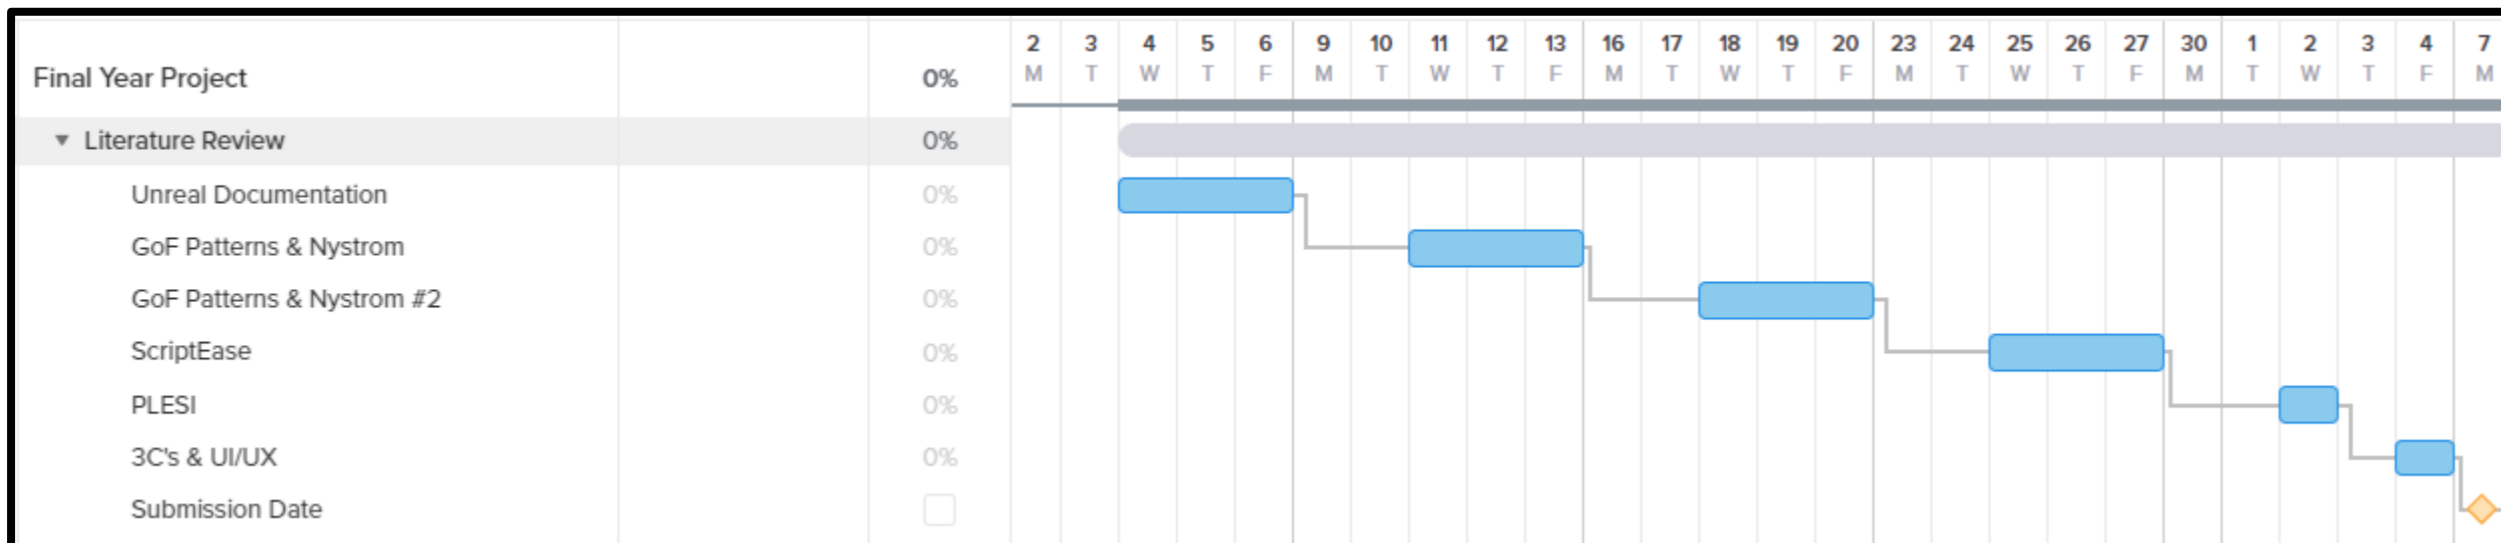 2 3 4 5 6 9 10 11 12 13 16 17 18 19 20 23 24 25 26 27 30 1 2 3 4 7
M T W T F M T W T F M T W T F M T W T F M T W T F M
Final Year Project 0%
Literature Review 0%
Unreal Documentation 0%
GoF Patterns & Nystrom 0%
GoF Patterns & Nystrom #2 0%
ScriptEase 0%
PLESI 0%
3C's & UI/UX 0%
Submission Date